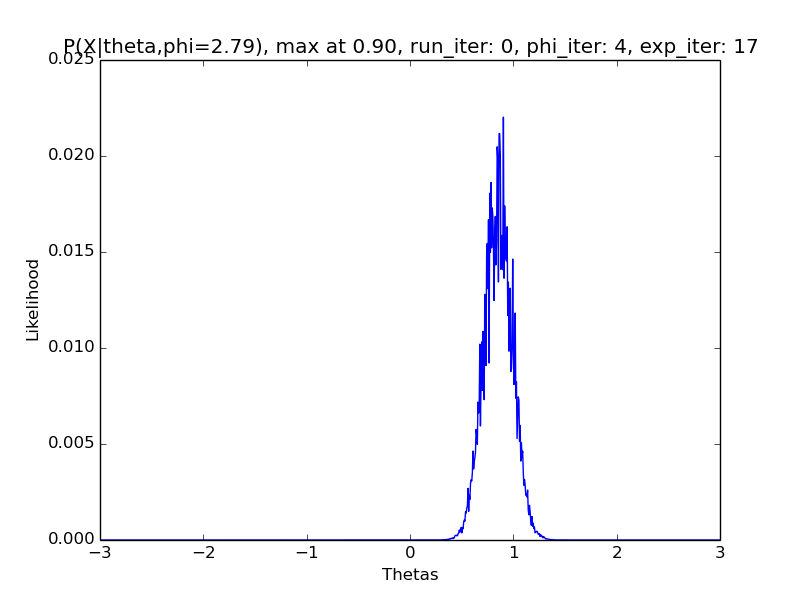 P(X|theta,phi=2.79), max at 0.90, run_iter: 0, phi_iter: 4, exp_iter: 17
0.025
0.020
0.015
0.010
0.005
0.000
Likelihood
−3 −2 −1 0 1 2 3
Thetas